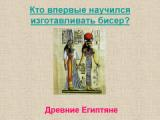 Кто впервые научился
изготавливать бисер?
Древние Египтяне